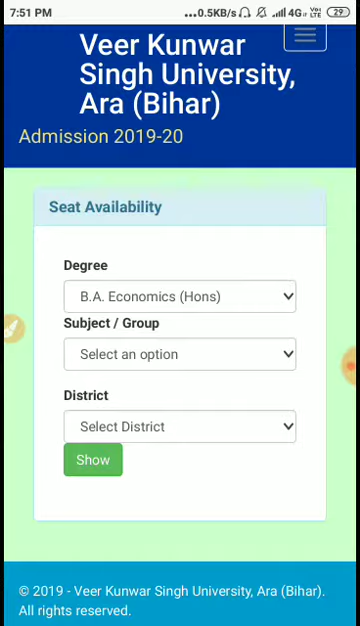 7:51 PM ...0.5KB/s 4G Vo) LTE 29
Veer Kunwar
Singh University,
Ara (Bihar)
Admission 2019-20
Seat Availability
Degree
B.A. Economics (Hons)
Subject / Group
Select an option
District
Select District
Show
© 2019 - Veer Kunwar Singh University, Ara (Bihar).
All rights reserved.